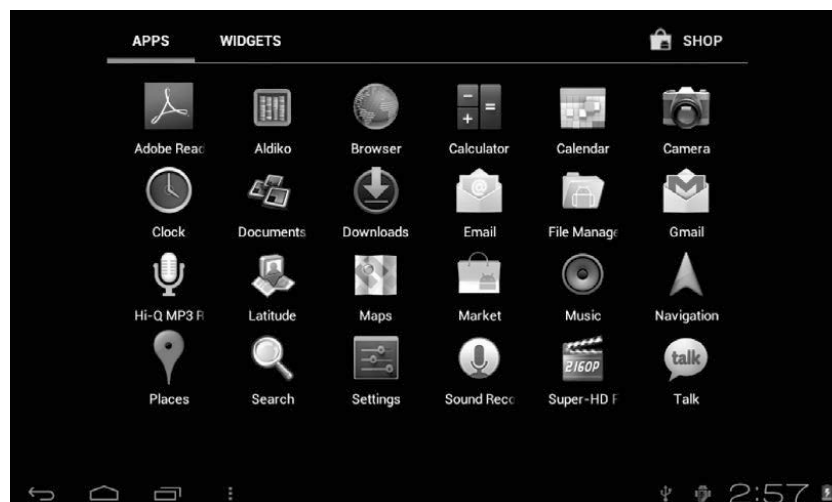 APPS WIDGETS SHOP
Adobe Read Aldiko Browser Calculator Calendar Camera
Clock Documents Downloads Email File Manage Gmail
Hi-Q MP3 R Latitude Maps Market Music Navigation
2160P talk
Places Search Settings Sound Reco Super-HD F Talk
2:57